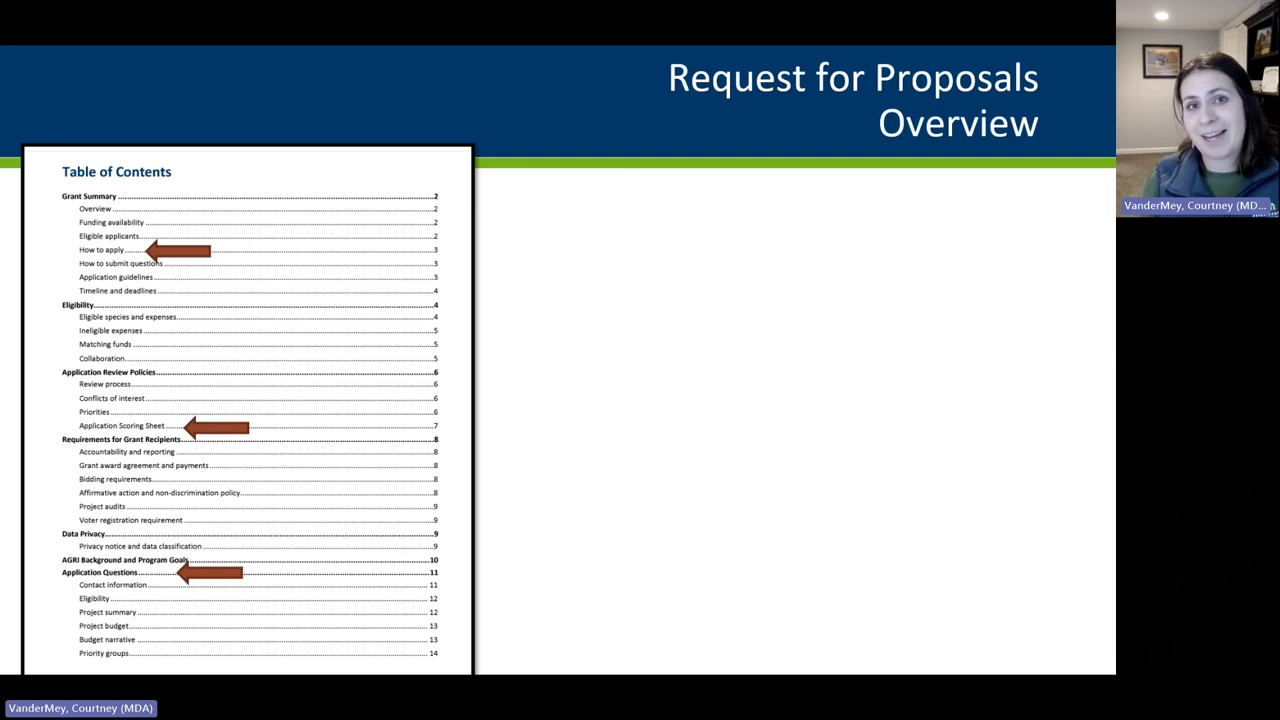 Request for Proposals
Overview
Table of Contents
Grant Summary ..... 2
Overview ..... 2
Funding availability ..... 2
Eligible applicants ..... 2
How to apply ..... 3
How to submit questions ..... 3
Application guidelines ..... 3
Timeline and deadlines ..... 4
Eligibility ..... 4
Eligible species and expenses ..... 4
Ineligible expenses ..... 5
Matching funds ..... 5
Collaboration ..... 5
Application Review Policies ..... 6
Review process ..... 6
Conflicts of interest ..... 6
Priorities ..... 6
Application Scoring Sheet ..... 7
Requirements for Grant Recipients ..... 8
Accountability and reporting ..... 8
Grant award agreement and payments ..... 8
Bidding requirements ..... 8
Affirmative action and non-discrimination policy ..... 8
Project audits ..... 9
Voter registration requirement ..... 9
Data Privacy ..... 9
Privacy notice and data classification ..... 9
AGRI Background and Program Goals ..... 10
Application Questions ..... 11
Contact information ..... 11
Eligibility ..... 12
Project summary ..... 12
Project budget ..... 13
Budget narrative ..... 13
Priority groups ..... 14
VanderMey, Courtney (MD...
VanderMey, Courtney (MDA)